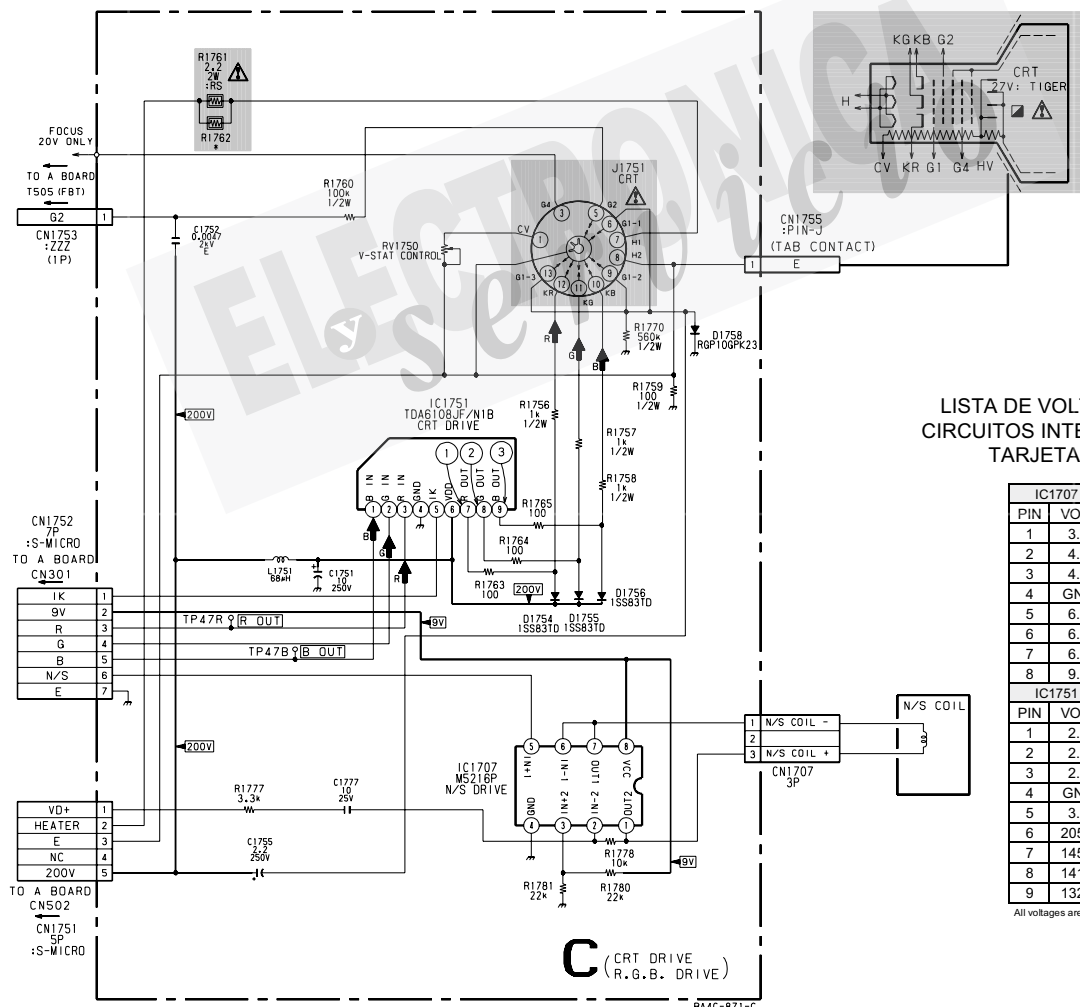 ELECTRONICA
y servicio
R1761
2.2
2W
:RS
R1762
*
FOCUS
20V ONLY
TO A BOARD
T505 (FBT)
G2 1
CN1753
:ZZZ
(1P)
C1752
0.0047
2kV
E
R1760
100k
1/2W
RV1750
V-STAT CONTROL
J1751
CRT
G4 3
5 G2
6 G1-1
CV 1
7 H1
8 H2
G1-3 13
9 G1-2
KR 12
11 KG
10 KB
KG KB G2
H
CRT
27V: TIGER
CV KR G1 G4 HV
CN1755
:PIN-J
(TAB CONTACT)
1 E
R
G
B
R1770
560k
1/2W
D1758
RGP10GPK23
R1759
100
1/2W
200V
IC1751
TDA6108JF/N1B
CRT DRIVE
1 2 3
B IN
G IN
R IN
GND
IK
VDD
R OUT
G OUT
B OUT
1 2 3 4 5 6 7 8 9
R1756
1k
1/2W
R1757
1k
1/2W
R1758
1k
1/2W
R1765
100
R1764
100
R1763
100
B
G
R
L1751
68µH
C1751
10
250V
200V
D1754
1SS83TD
D1755
1SS83TD
D1756
1SS83TD
CN1752
7P
:S-MICRO
TO A BOARD
CN301
IK 1
9V 2
R 3
G 4
B 5
N/S 6
E 7
TP47R R OUT
TP47B B OUT
9V
200V
IC1707
M5216P
N/S DRIVE
5 6 7 8
IN+1
IN-1
OUT1
VCC
GND
IN+2
IN-2
OUT2
4 3 2 1
1 N/S COIL -
2
3 N/S COIL +
CN1707
3P
N/S COIL
R1777
3.3k
C1777
10
25V
C1755
2.2
250V
R1778
10k
R1781
22k
R1780
22k
9V
VD+ 1
HEATER 2
E 3
NC 4
200V 5
TO A BOARD
CN502
CN1751
5P
:S-MICRO
C (CRT DRIVE
R.G.B. DRIVE)
LISTA DE
CIRCUITOS
TARJETA
IC1707
PIN
1 3.
2 4.
3 4.
4 GN
5 6.
6 6.
7 6.
8 9.
IC1751
PIN
1 2.
2 2.
3 2.
4 GN
5 3.
6 205
7 145
8 141
9 132
All voltages are